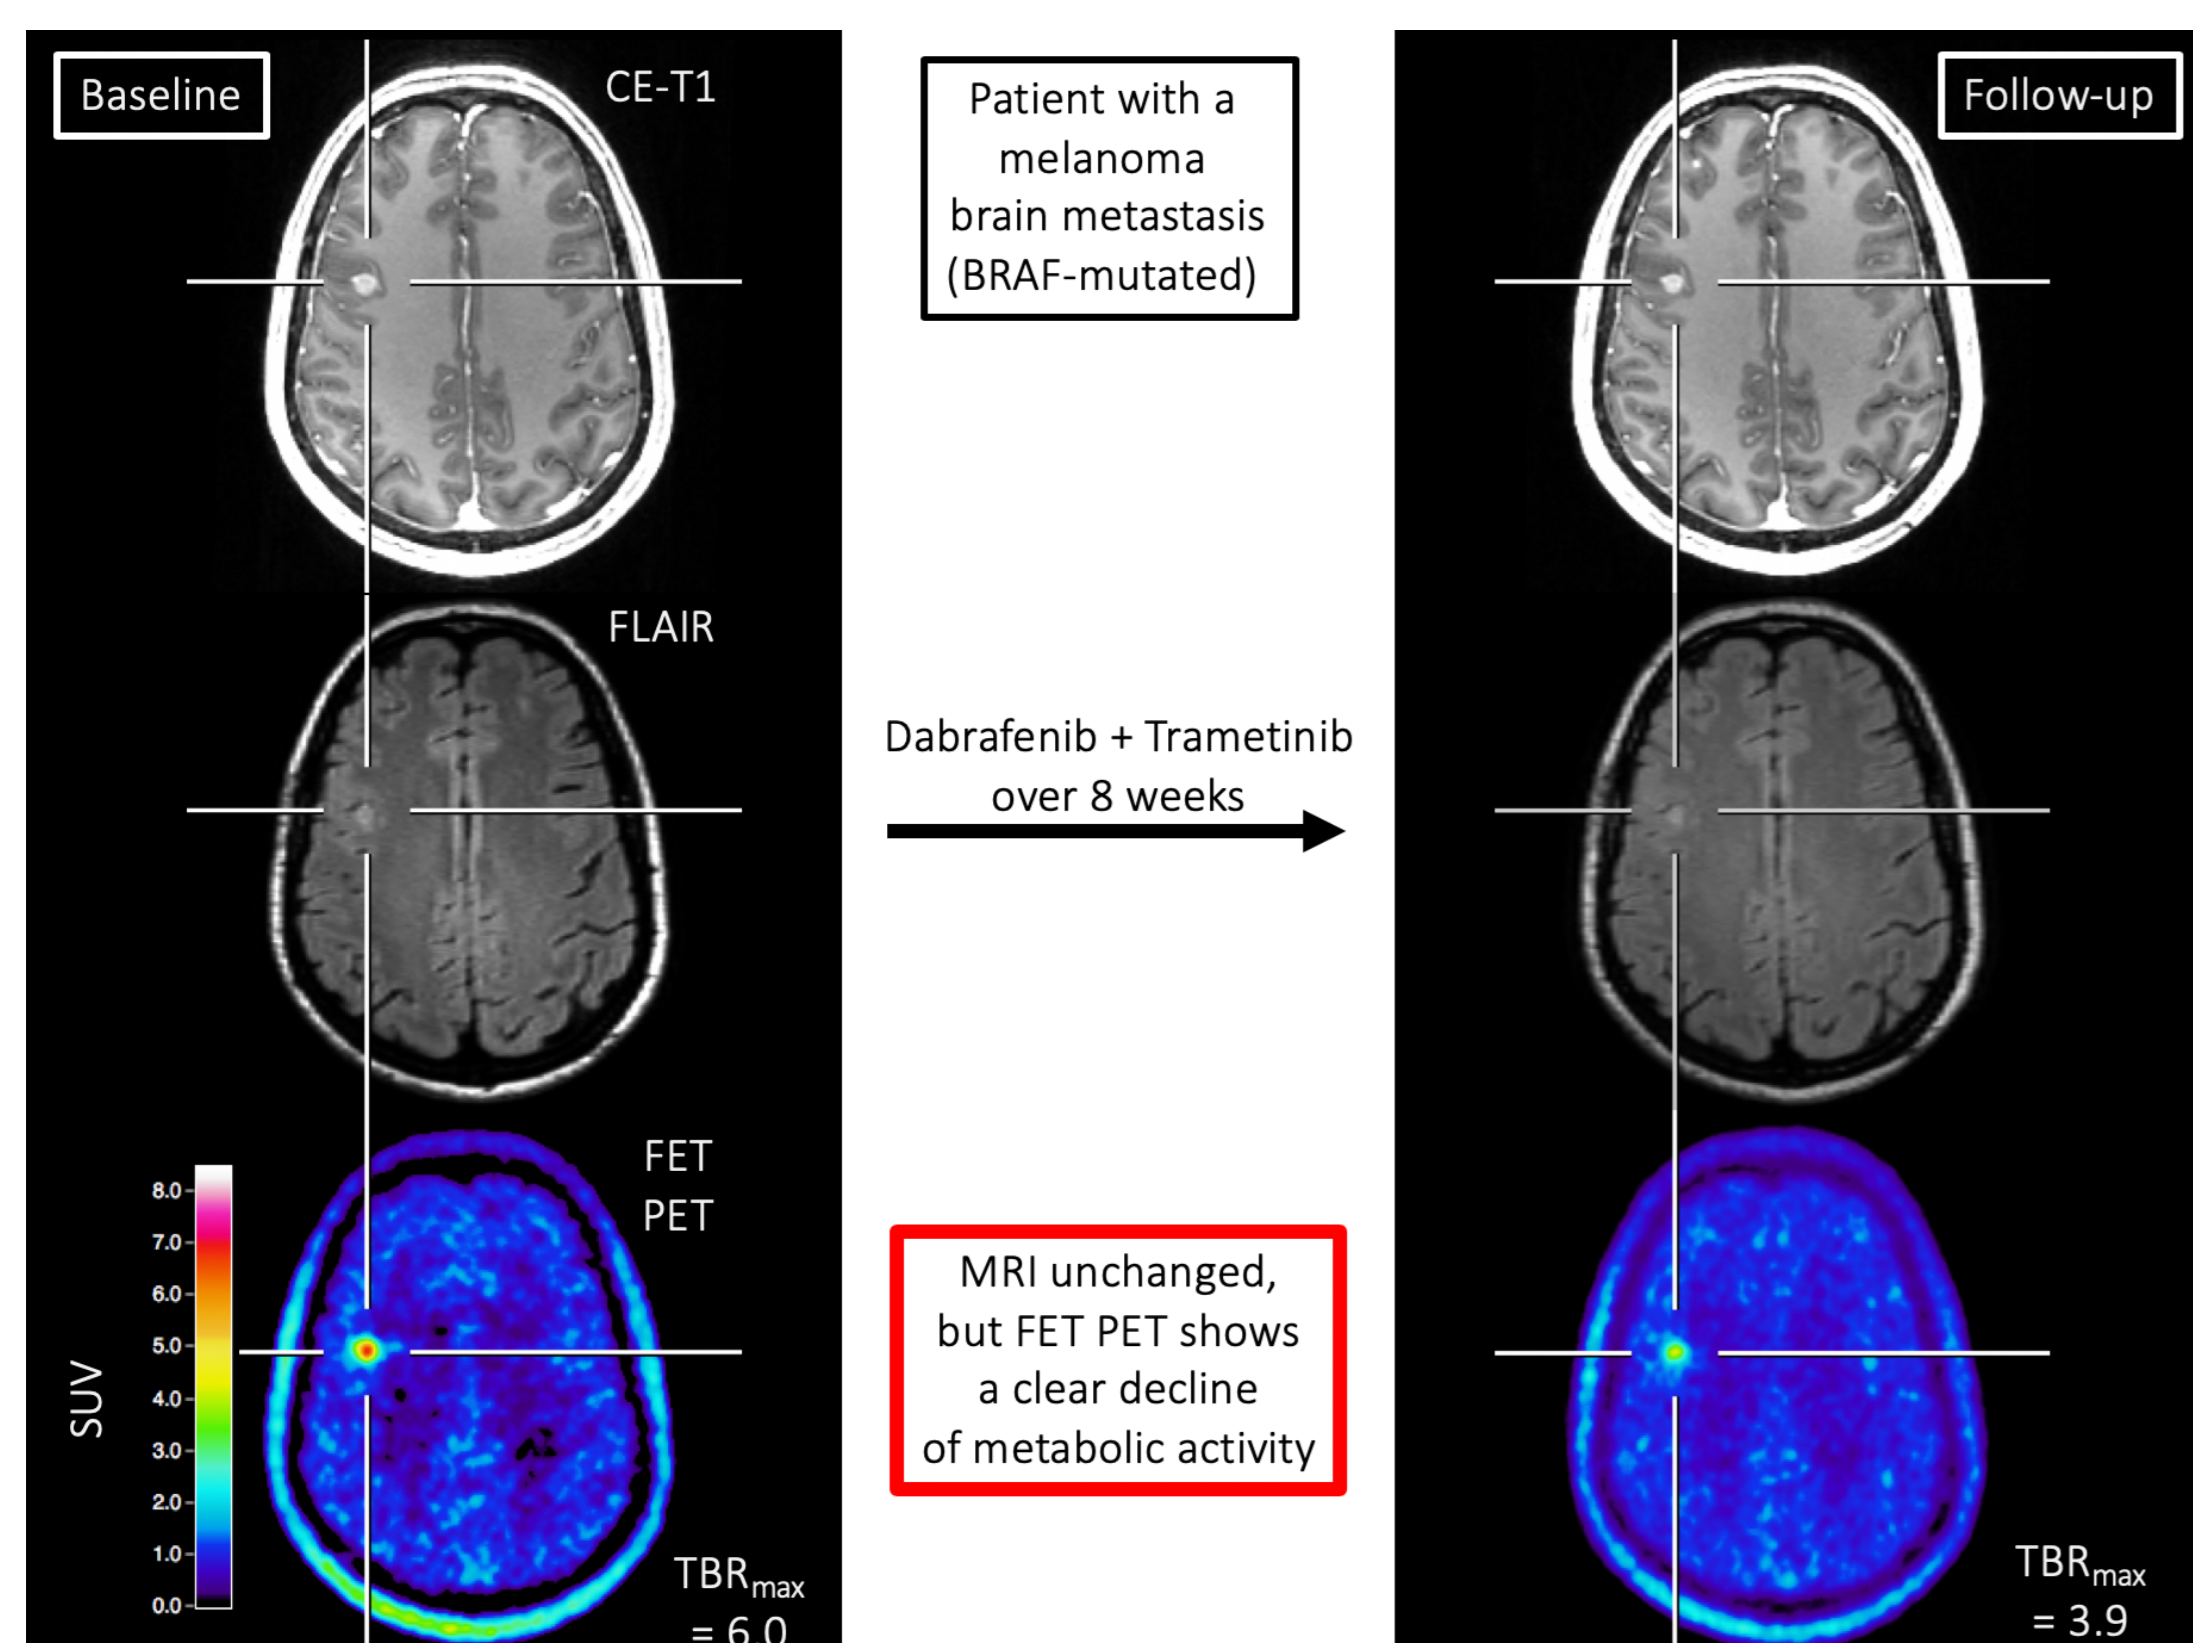 Baseline
CE-T1
Patient with a
melanoma
brain metastasis
(BRAF-mutated)
Follow-up
FLAIR
Dabrafenib + Trametinib
over 8 weeks
FET
PET
SUV
8.0
7.0
6.0
5.0
4.0
3.0
2.0
1.0
0.0
MRI unchanged,
but FET PET shows
a clear decline
of metabolic activity
TBRmax
= 6.0
TBRmax
= 3.9